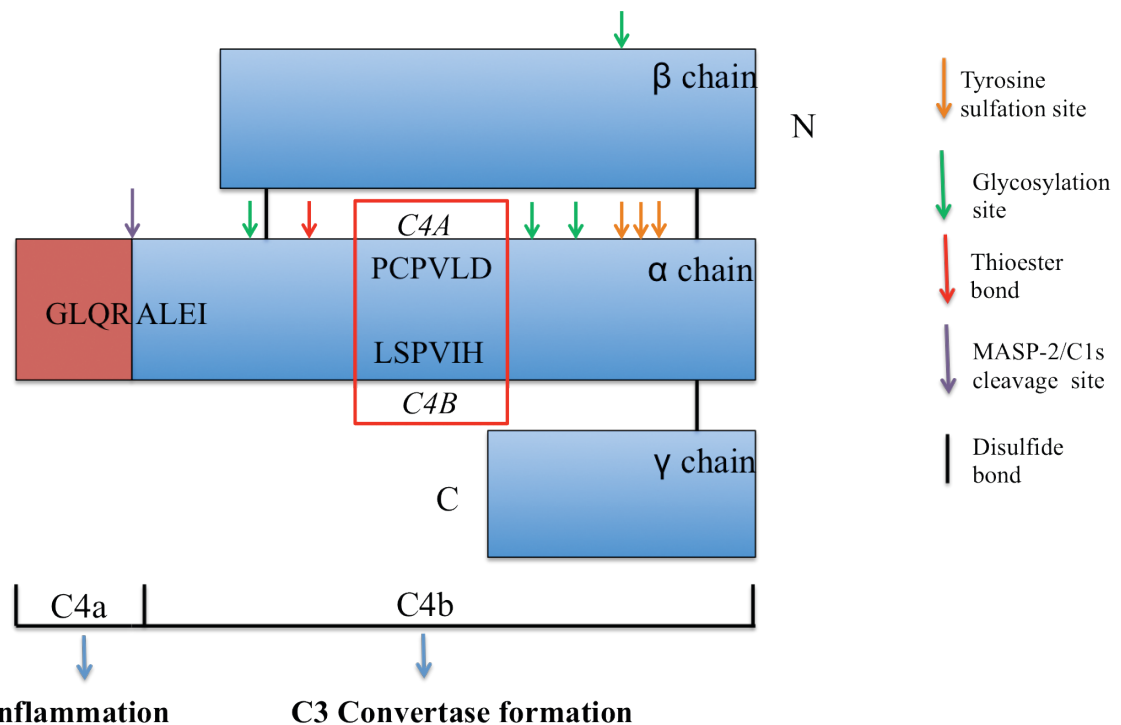 β chain
N
C4A
PCPVLD
α chain
GLQR ALEI
LSPVIH
C4B
γ chain
C
C4a
C4b
nflammation
C3 Convertase formation
Tyrosine
sulfation site
Glycosylation
site
Thioester
bond
MASP-2/C1s
cleavage site
Disulfide
bond